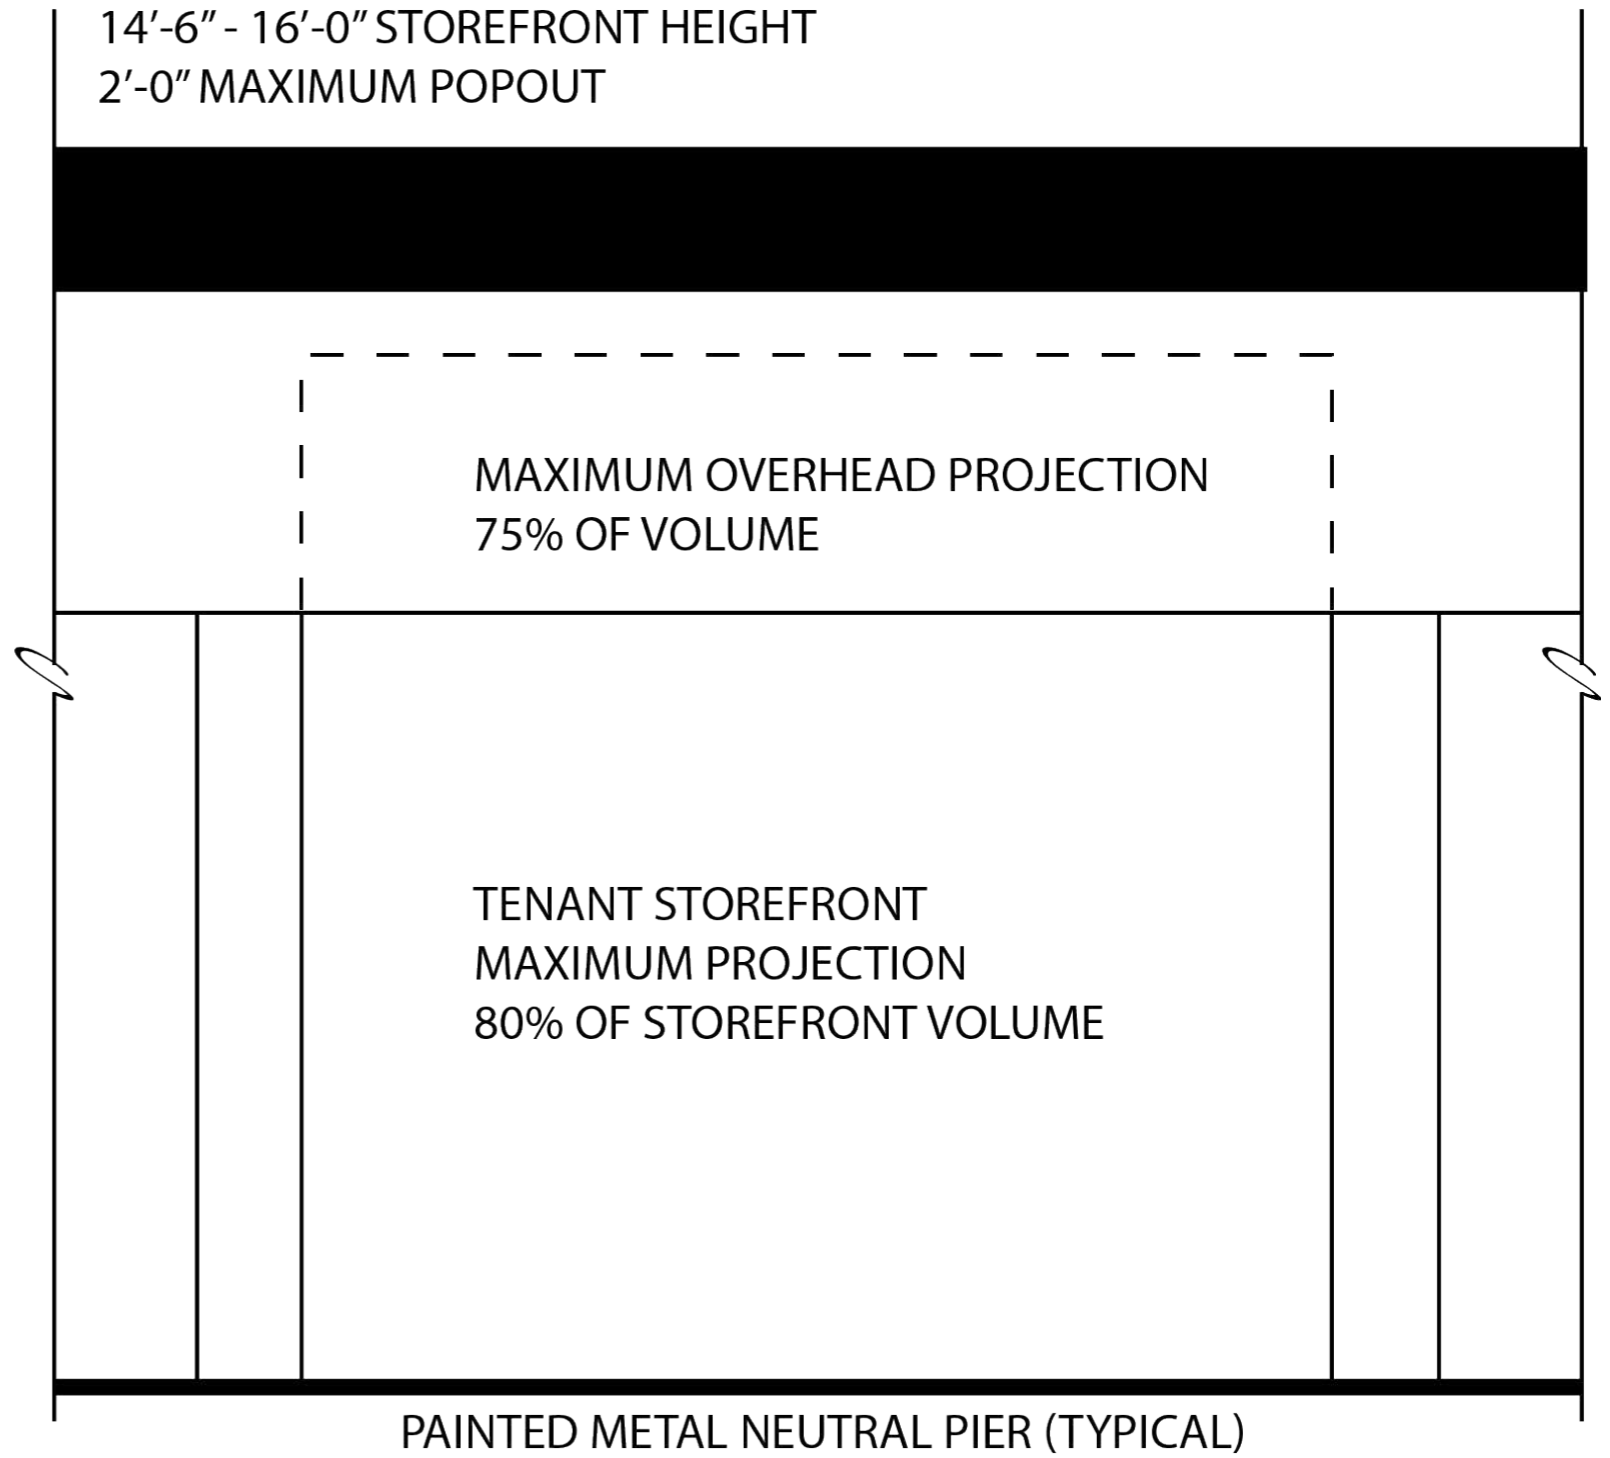 14’-6” - 16’-0” STOREFRONT HEIGHT
2’-0” MAXIMUM POPOUT
MAXIMUM OVERHEAD PROJECTION
75% OF VOLUME
TENANT STOREFRONT
MAXIMUM PROJECTION
80% OF STOREFRONT VOLUME
PAINTED METAL NEUTRAL PIER (TYPICAL)